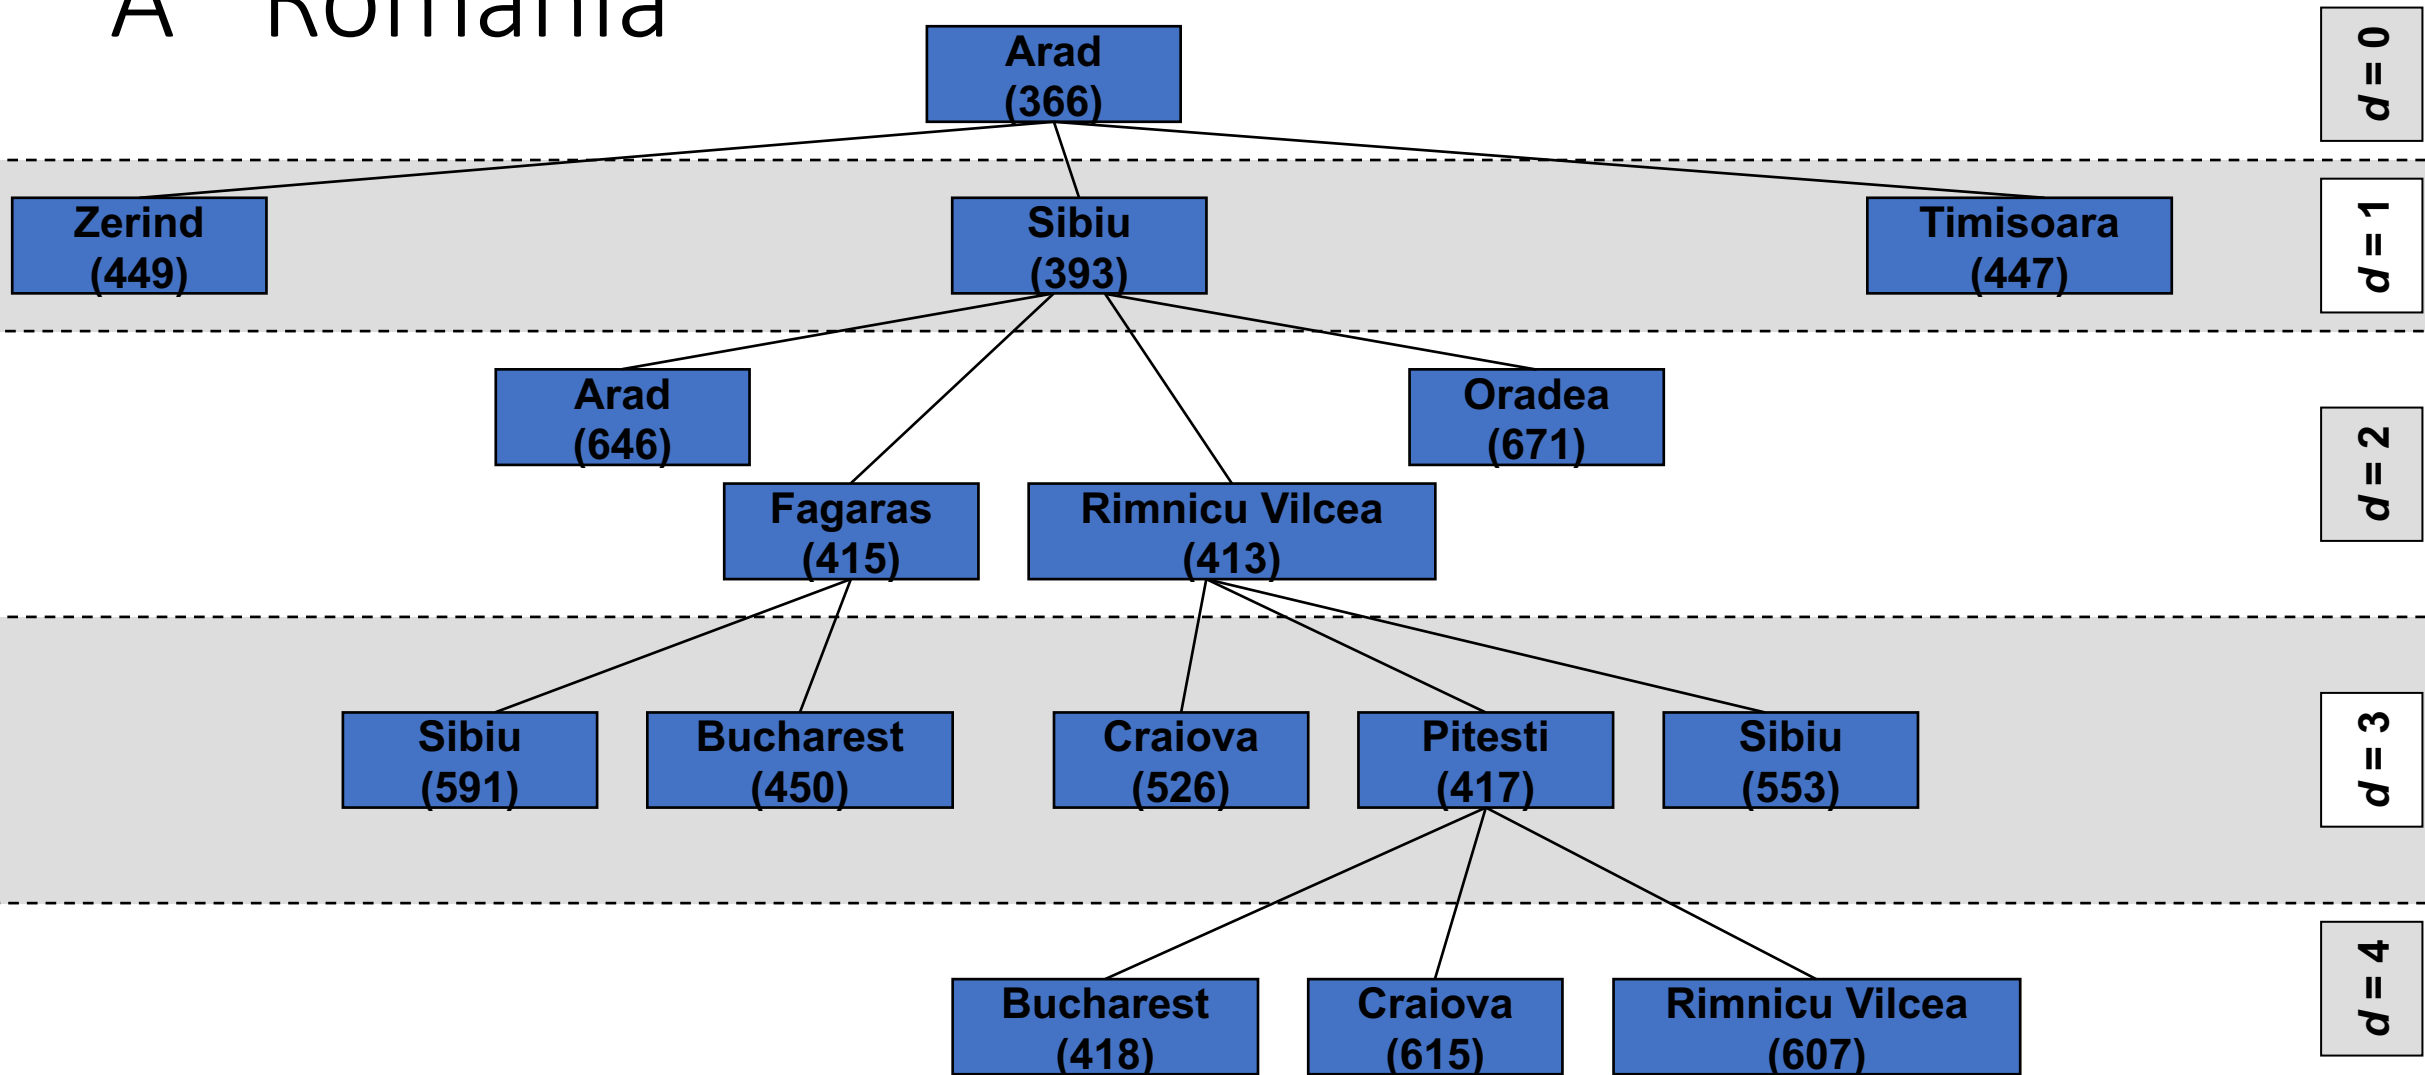 A Romania
Arad
(366)
d = 0
Zerind
(449)
Sibiu
(393)
Timisoara
(447)
d = 1
Arad
(646)
Oradea
(671)
d = 2
Fagaras
(415)
Rimnicu Vilcea
(413)
Sibiu
(591)
Bucharest
(450)
Craiova
(526)
Pitesti
(417)
Sibiu
(553)
d = 3
Bucharest
(418)
Craiova
(615)
Rimnicu Vilcea
(607)
d = 4